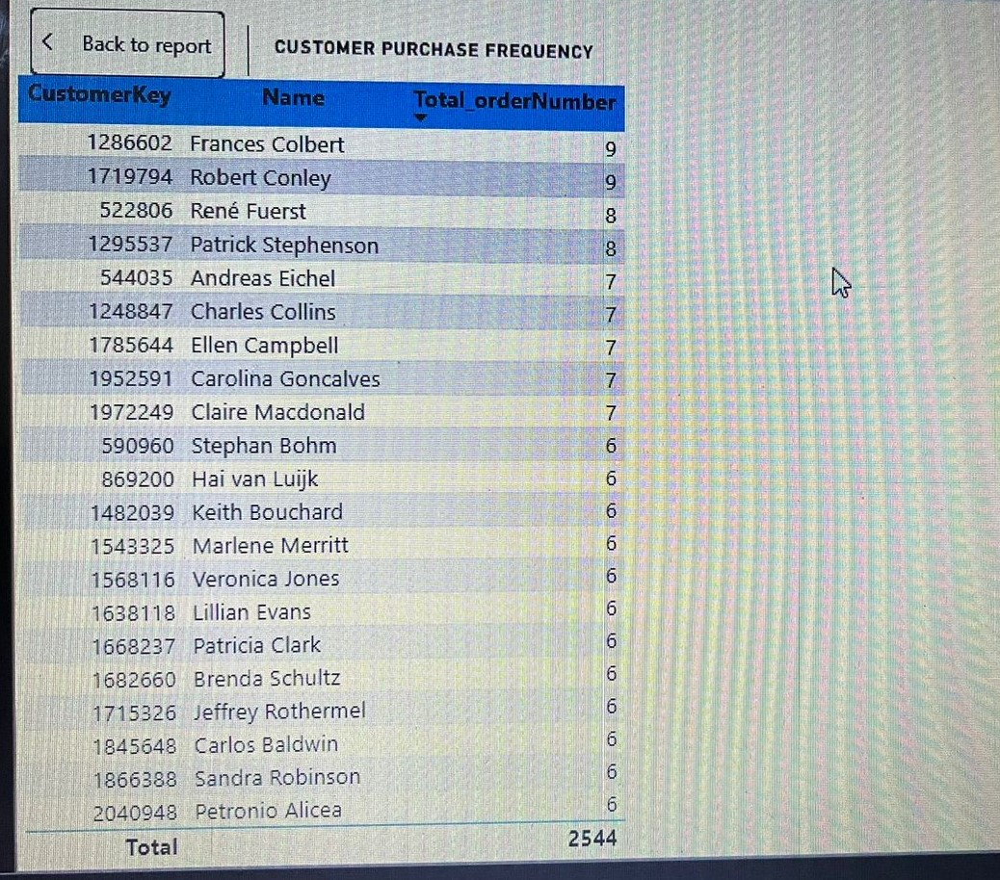 Back to report CUSTOMER PURCHASE FREQUENCY
CustomerKey Name Total_orderNumber
1286602 Frances Colbert 9
1719794 Robert Conley 9
522806 René Fuerst 8
1295537 Patrick Stephenson 8
544035 Andreas Eichel 7
1248847 Charles Collins 7
1785644 Ellen Campbell 7
1952591 Carolina Goncalves 7
1972249 Claire Macdonald 7
590960 Stephan Bohm 6
869200 Hai van Luijk 6
1482039 Keith Bouchard 6
1543325 Marlene Merritt 6
1568116 Veronica Jones 6
1638118 Lillian Evans 6
1668237 Patricia Clark 6
1682660 Brenda Schultz 6
1715326 Jeffrey Rothermel 6
1845648 Carlos Baldwin 6
1866388 Sandra Robinson 6
2040948 Petronio Alicea 6
Total 2544